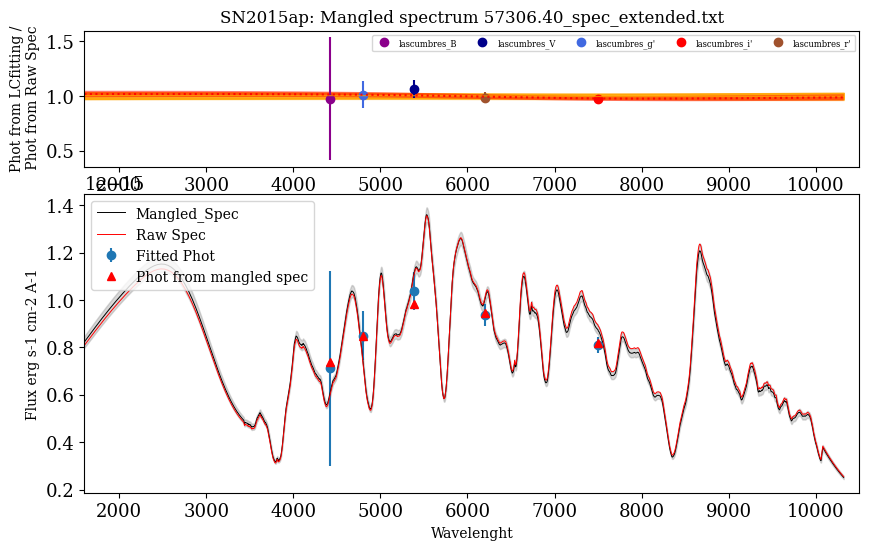 SN2015ap: Mangled spectrum 57306.40_spec_extended.txt
Phot from LCfitting /
Phot from Raw Spec
1.5
1.0
0.5
lascumbres_B
lascumbres_V
lascumbres_g'
lascumbres_i'
lascumbres_r'
2000 3000 4000 5000 6000 7000 8000 9000 10000
1e−15
Flux erg s-1 cm-2 A-1
1.4
1.2
1.0
0.8
0.6
0.4
0.2
Mangled_Spec
Raw Spec
Fitted Phot
Phot from mangled spec
2000 3000 4000 5000 6000 7000 8000 9000 10000
Wavelenght